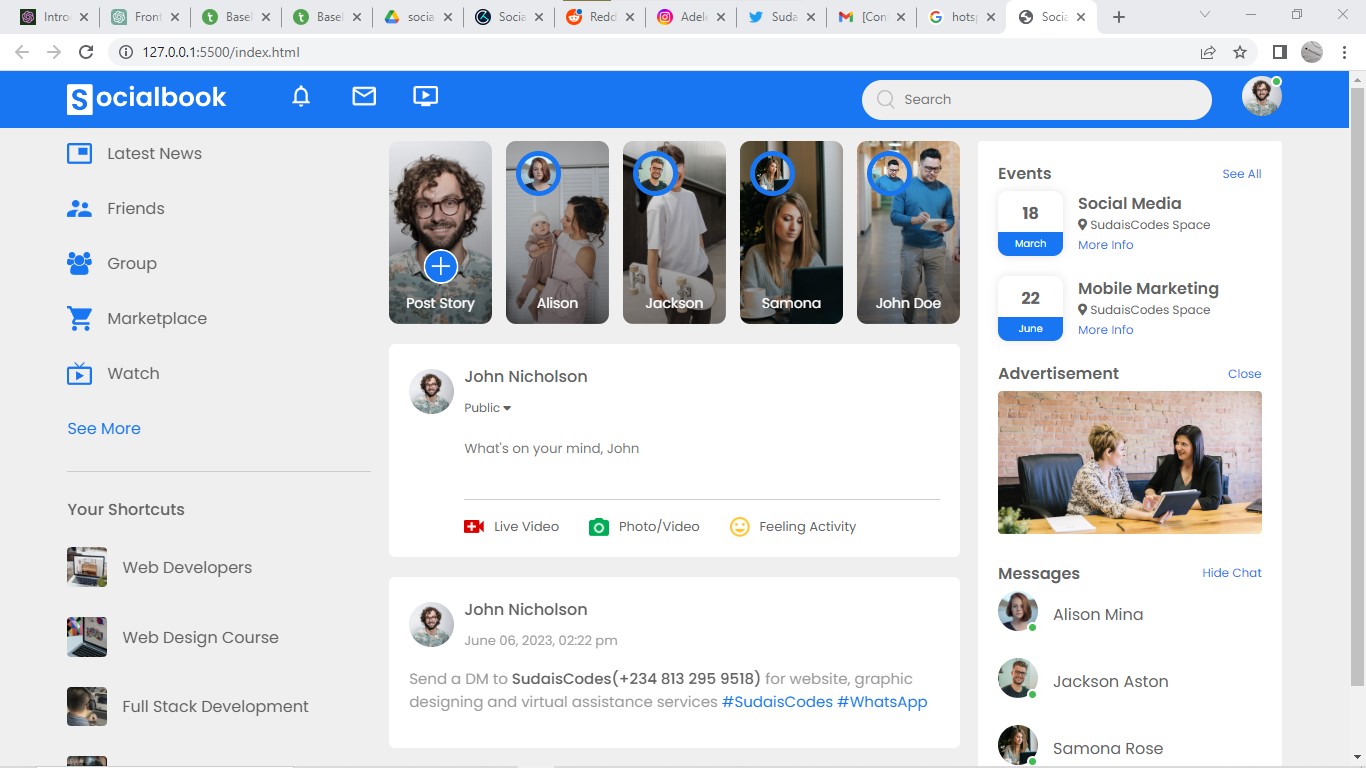 Intro
Front
Basel
Basel
socia
Socia
Redd
Adele
Suda
[Con
hotsp
Socia
127.0.0.1:5500/index.html
Socialbook
Search
Latest News
Friends
Group
Marketplace
Watch
See More
Your Shortcuts
Web Developers
Web Design Course
Full Stack Development
Post Story
Alison
Jackson
Samona
John Doe
John Nicholson
Public
What's on your mind, John
Live Video
Photo/Video
Feeling Activity
John Nicholson
June 06, 2023, 02:22 pm
Send a DM to SudaisCodes(+234 813 295 9518) for website, graphic
designing and virtual assistance services #SudaisCodes #WhatsApp
Events
See All
18
March
Social Media
SudaisCodes Space
More Info
22
June
Mobile Marketing
SudaisCodes Space
More Info
Advertisement
Close
Messages
Hide Chat
Alison Mina
Jackson Aston
Samona Rose